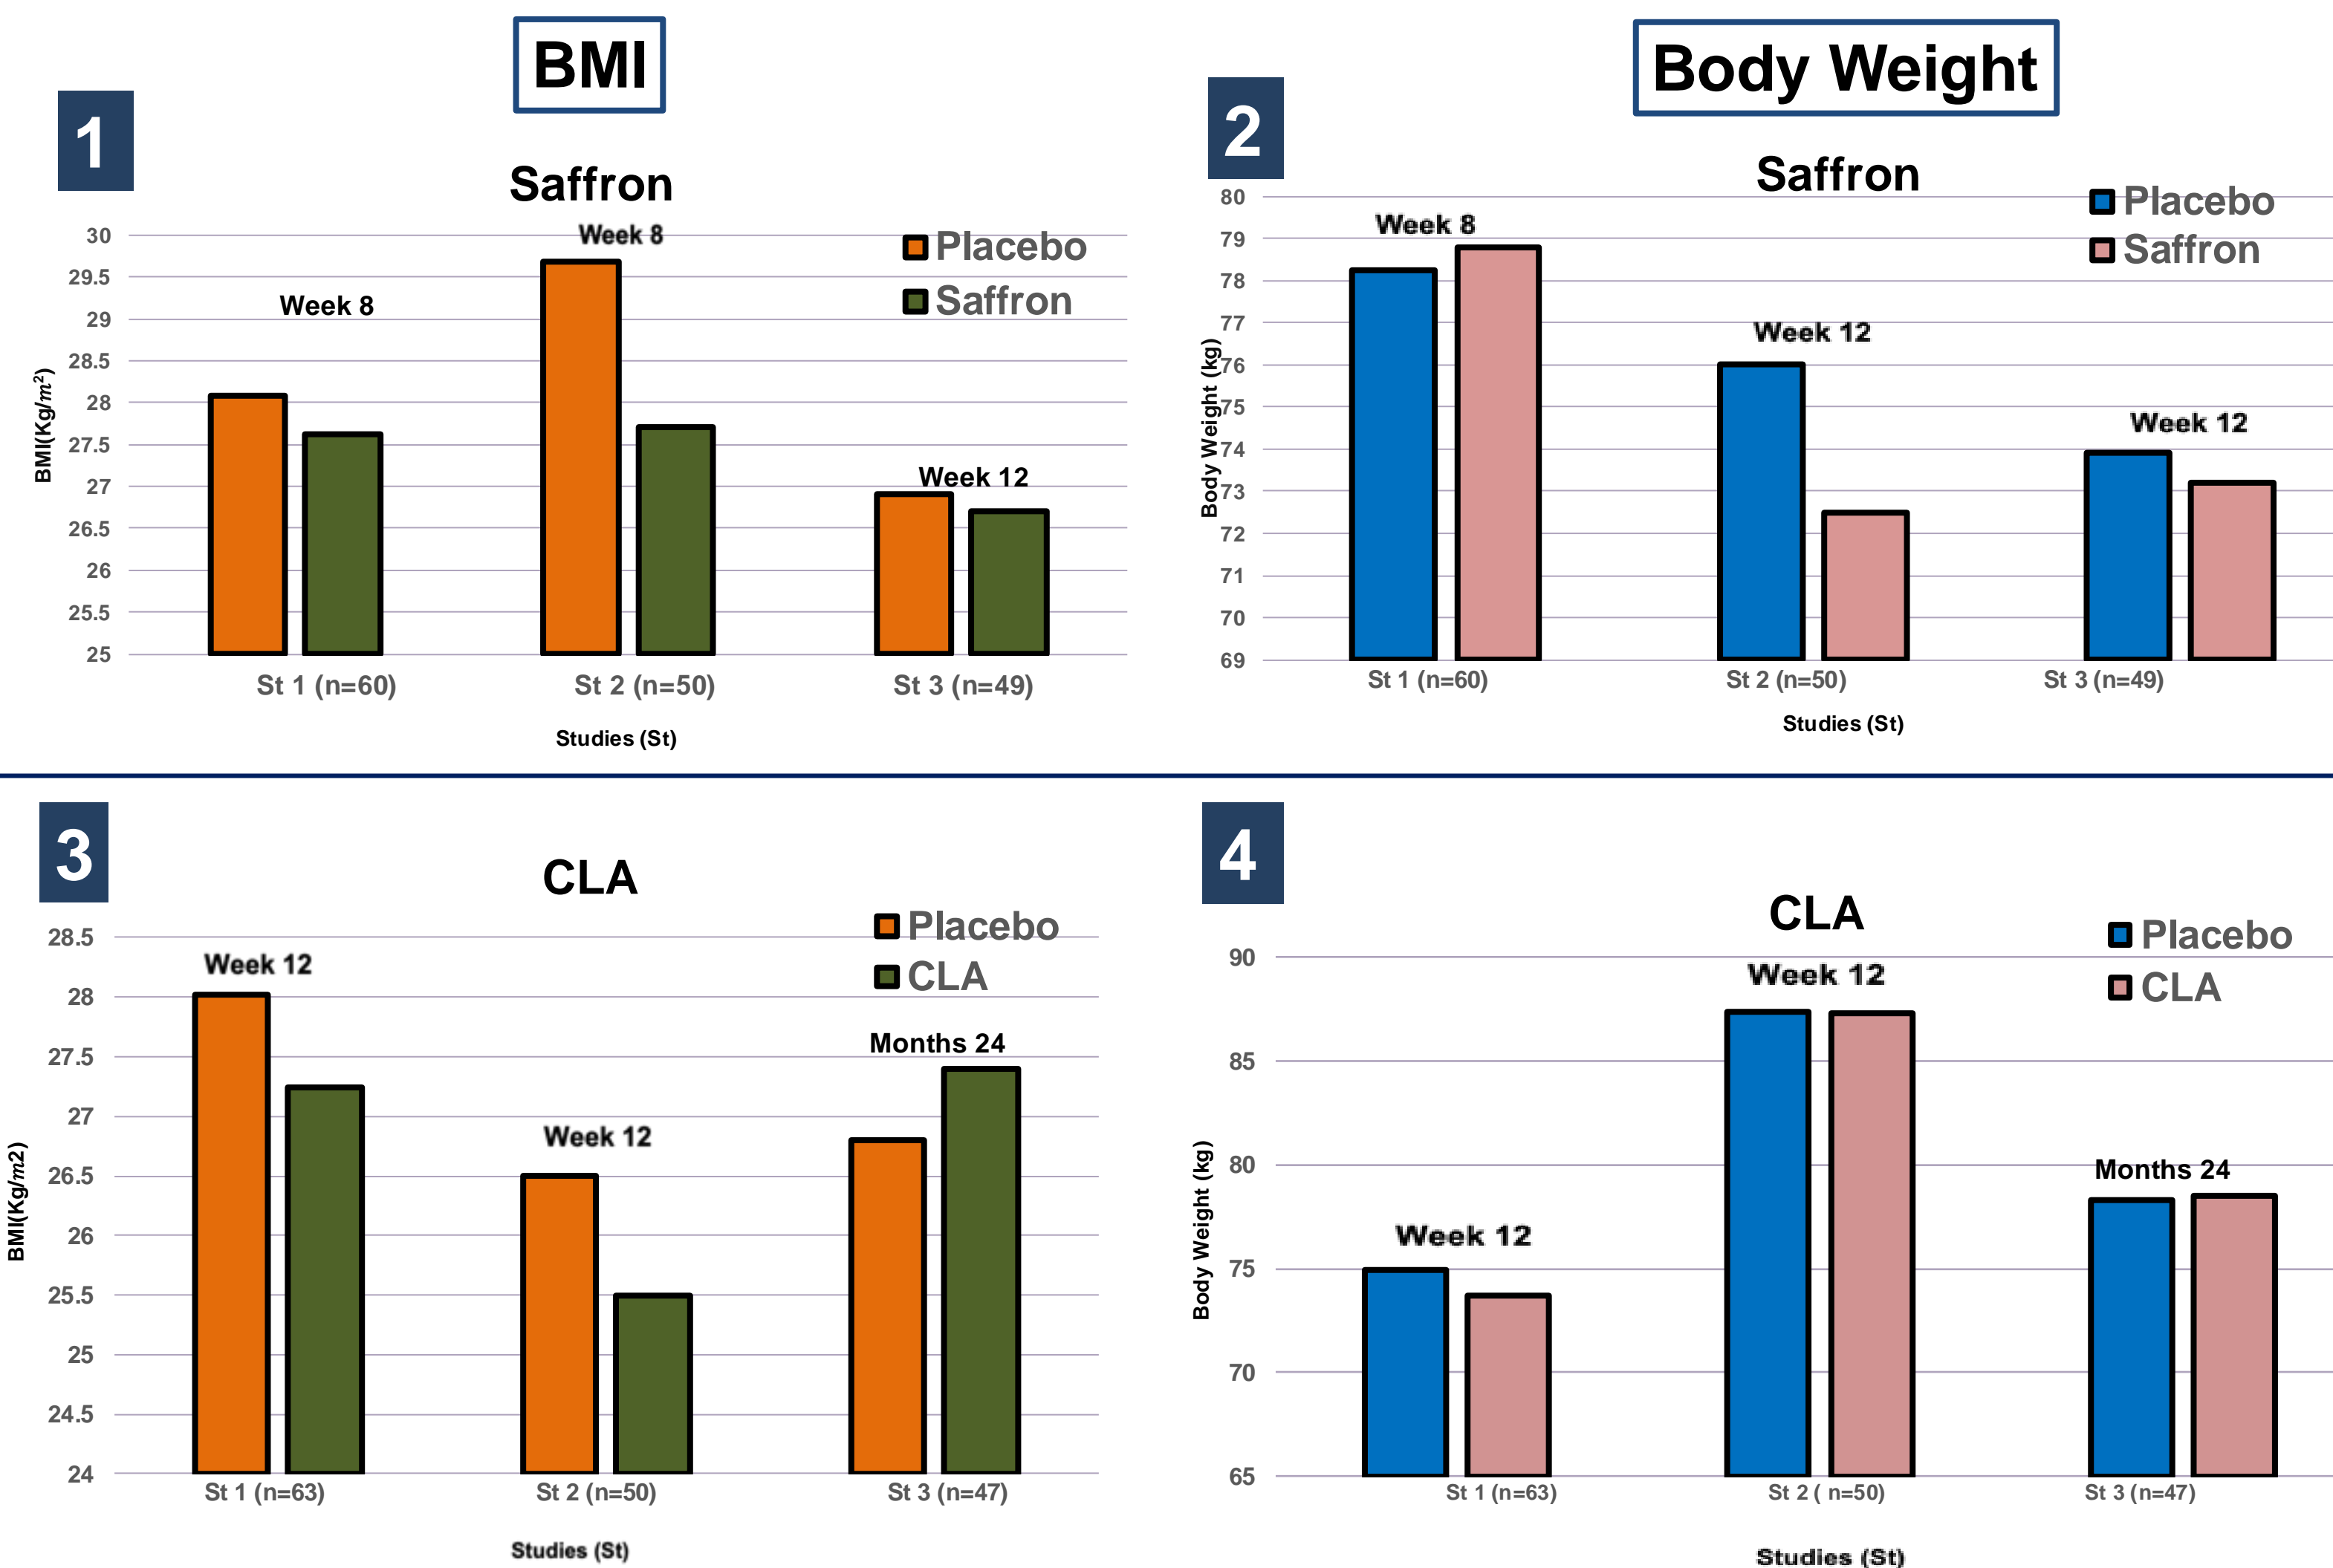 BMI
Body Weight
1
Saffron
Week 8
Week 8
Week 12
Placebo
Saffron
30
29.5
29
28.5
28
27.5
27
26.5
26
25.5
25
BMI(Kg/m²)
St 1 (n=60)
St 2 (n=50)
St 3 (n=49)
Studies (St)
2
Saffron
Week 8
Week 12
Week 12
Placebo
Saffron
80
79
78
77
76
75
74
73
72
71
70
69
Body Weight (kg)
St 1 (n=60)
St 2 (n=50)
St 3 (n=49)
Studies (St)
3
CLA
Week 12
Week 12
Months 24
Placebo
CLA
28.5
28
27.5
27
26.5
26
25.5
25
24.5
24
BMI(Kg/m2)
St 1 (n=63)
St 2 (n=50)
St 3 (n=47)
Studies (St)
4
CLA
Week 12
Week 12
Months 24
Placebo
CLA
90
85
80
75
70
65
Body Weight (kg)
St 1 (n=63)
St 2 ( n=50)
St 3 (n=47)
Studies (St)